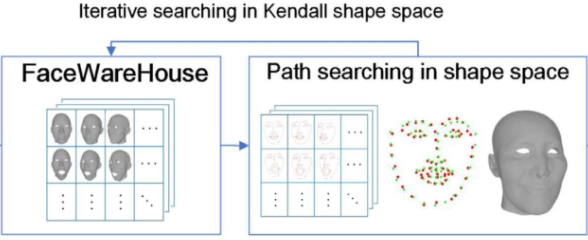 Iterative searching in Kendall shape space
FaceWareHouse
Path searching in shape space